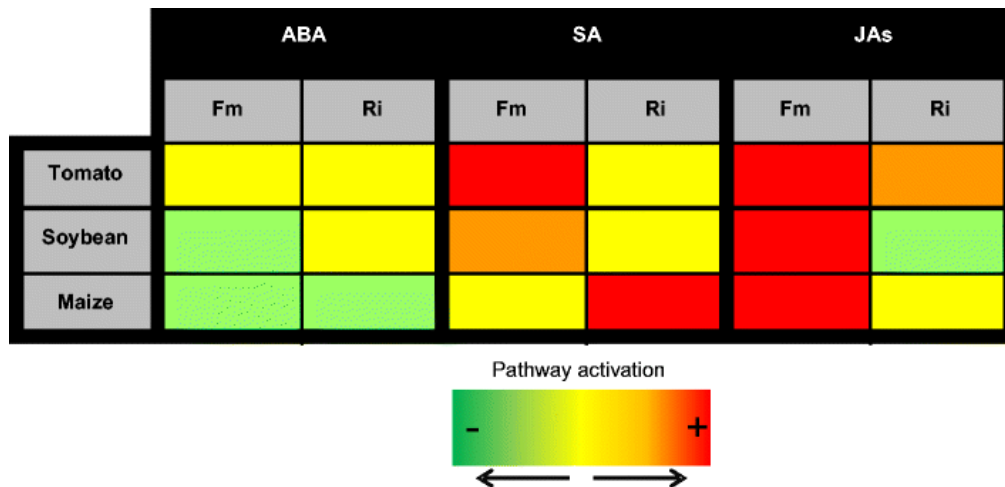 ABA SA JAs
Fm Ri Fm Ri Fm Ri
Tomato
Soybean
Maize
Pathway activation
- +